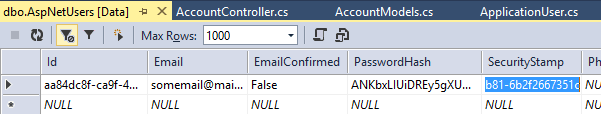 dbo.AspNetUsers [Data] AccountController.cs AccountModels.cs ApplicationUser.cs
Max Rows: 1000
Id Email EmailConfirmed PasswordHash SecurityStamp Ph
aa84dc8f-ca9f-4... somemail@mai... False ANKbxLIUiDREy5gXU... b81-6b2f2667351c NU
NULL NULL NULL NULL NULL NU